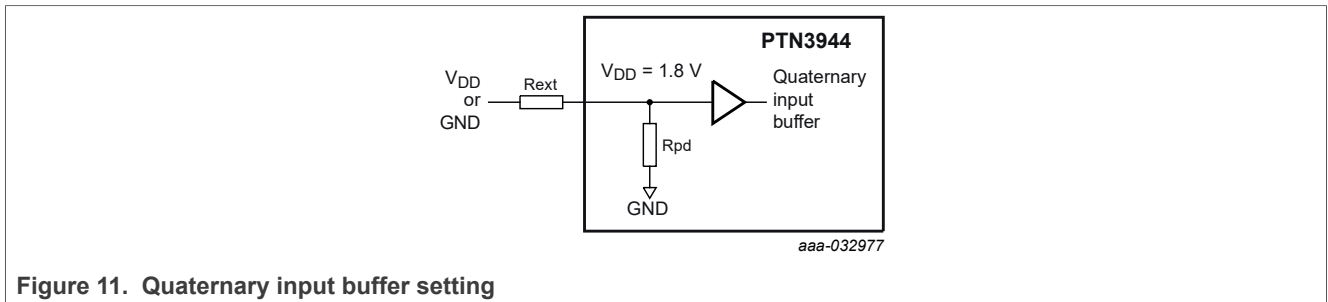 PTN3944
VDD
or
GND
Rext
VDD = 1.8 V
Quaternary
input
buffer
Rpd
GND
aaa-032977
Figure 11. Quaternary input buffer setting